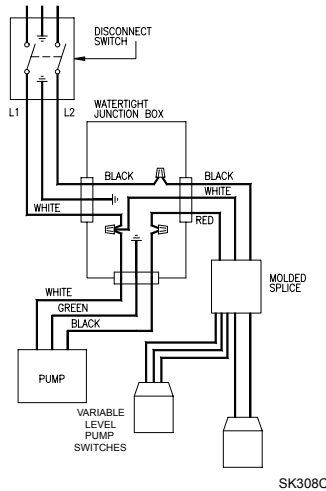 DISCONNECT
SWITCH
L1
L2
WATERTIGHT
JUNCTION BOX
BLACK
BLACK
WHITE
WHITE
RED
MOLDED
SPLICE
WHITE
GREEN
BLACK
PUMP
VARIABLE
LEVEL
PUMP
SWITCHES
SK308C